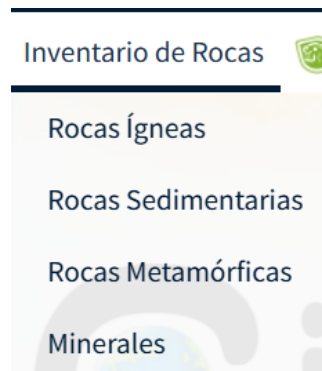 Inventario de Rocas
Rocas Ígneas
Rocas Sedimentarias
Rocas Metamórficas
Minerales